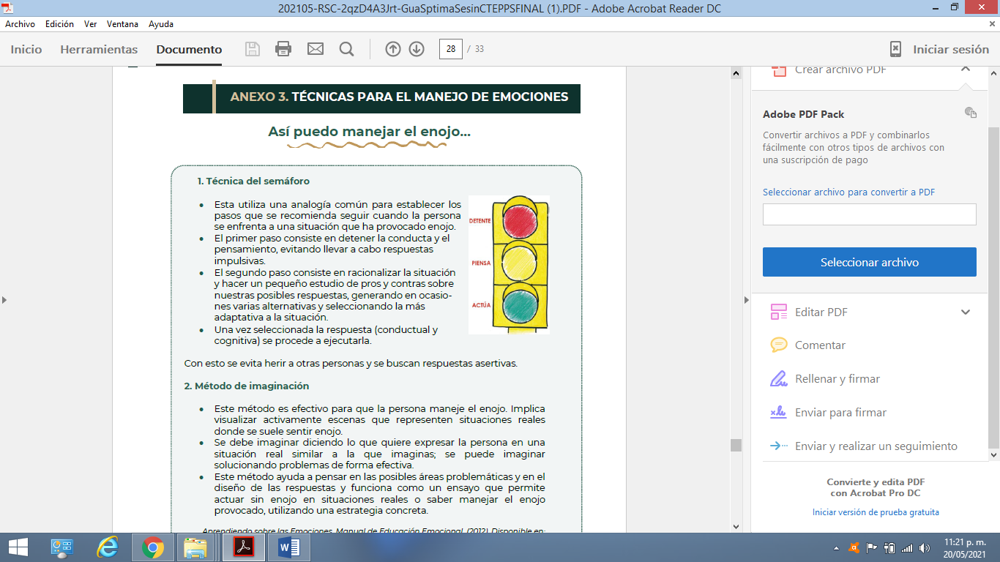 202105-RSC-2qzD4A3Jrt-GuaSptimaSesinCTEPPSFINAL (1).PDF - Adobe Acrobat Reader DC
Archivo Edición Ver Ventana Ayuda
Inicio Herramientas Documento 28 / 33 Iniciar sesión
ANEXO 3. TÉCNICAS PARA EL MANEJO DE EMOCIONES
Así puedo manejar el enojo...
1. Técnica del semáforo
Esta utiliza una analogía común para establecer los
pasos que se recomienda seguir cuando la persona
se enfrenta a una situación que ha provocado enojo.
El primer paso consiste en detener la conducta y el
pensamiento, evitando llevar a cabo respuestas
impulsivas.
El segundo paso consiste en racionalizar la situación
y hacer un pequeño estudio de pros y contras sobre
nuestras posibles respuestas, generando en ocasio-
nes varias alternativas y seleccionando la más
adaptativa a la situación.
Una vez seleccionada la respuesta (conductual y
cognitiva) se procede a ejecutarla.
DETENTE
PIENSA
ACTÚA
Con esto se evita herir a otras personas y se buscan respuestas asertivas.
2. Método de imaginación
Este método es efectivo para que la persona maneje el enojo. Implica
visualizar activamente escenas que representen situaciones reales
donde se suele sentir enojo.
Se debe imaginar diciendo lo que quiere expresar la persona en una
situación real similar a la que imaginas; se puede imaginar
solucionando problemas de forma efectiva.
Este método ayuda a pensar en las posibles áreas problemáticas y en el
diseño de las respuestas y funciona como un ensayo que permite
actuar sin enojo en situaciones reales o saber manejar el enojo
provocado, utilizando una estrategia concreta.
Aprendiendo sobre las Emociones. Manual de Educación Emocional. (2012). Disponible en:
Crear archivo PDF
Adobe PDF Pack
Convertir archivos a PDF y combinarlos
fácilmente con otros tipos de archivos con
una suscripción de pago
Seleccionar archivo para convertir a PDF
Seleccionar archivo
Editar PDF
Comentar
Rellenar y firmar
Enviar para firmar
Enviar y realizar un seguimiento
Convierte y edita PDF
con Acrobat Pro DC
Iniciar versión de prueba gratuita
11:21 p. m.
20/05/2021